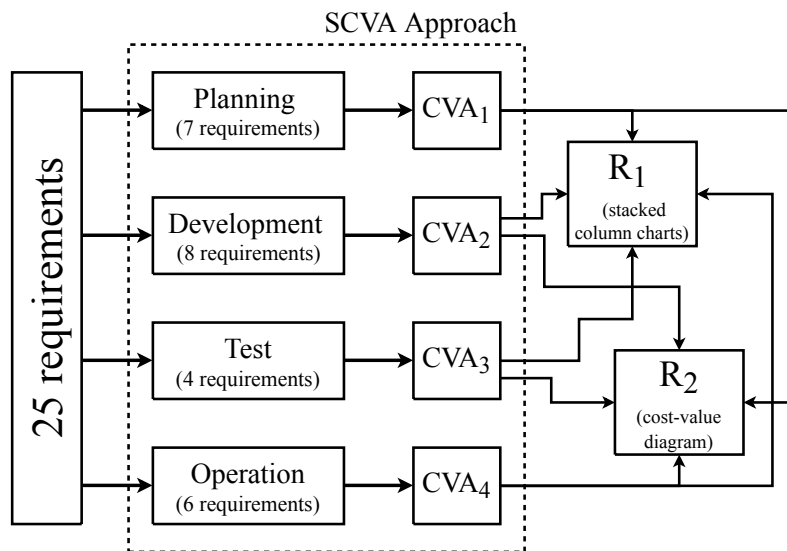 SCVA Approach
25 requirements
Planning
(7 requirements)
CVA1
Development
(8 requirements)
CVA2
Test
(4 requirements)
CVA3
Operation
(6 requirements)
CVA4
R1
(stacked
column charts)
R2
(cost-value
diagram)